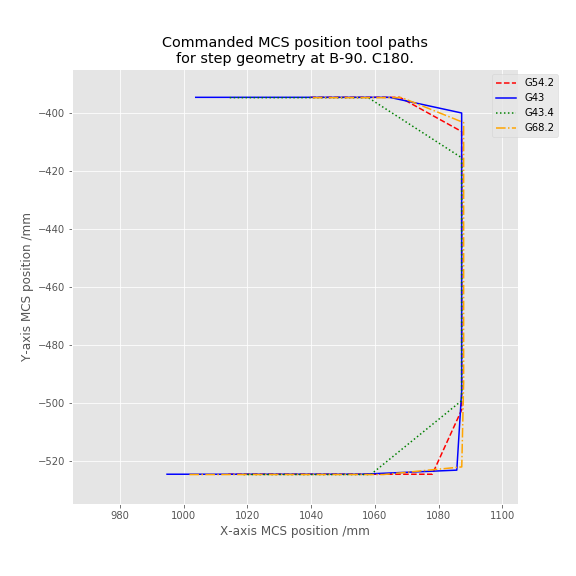 Commanded MCS position tool paths
for step geometry at B-90. C180.
G54.2
G43
G43.4
G68.2
−400
−420
−440
−460
−480
−500
−520
Y-axis MCS position /mm
980
1000
1020
1040
1060
1080
1100
X-axis MCS position /mm